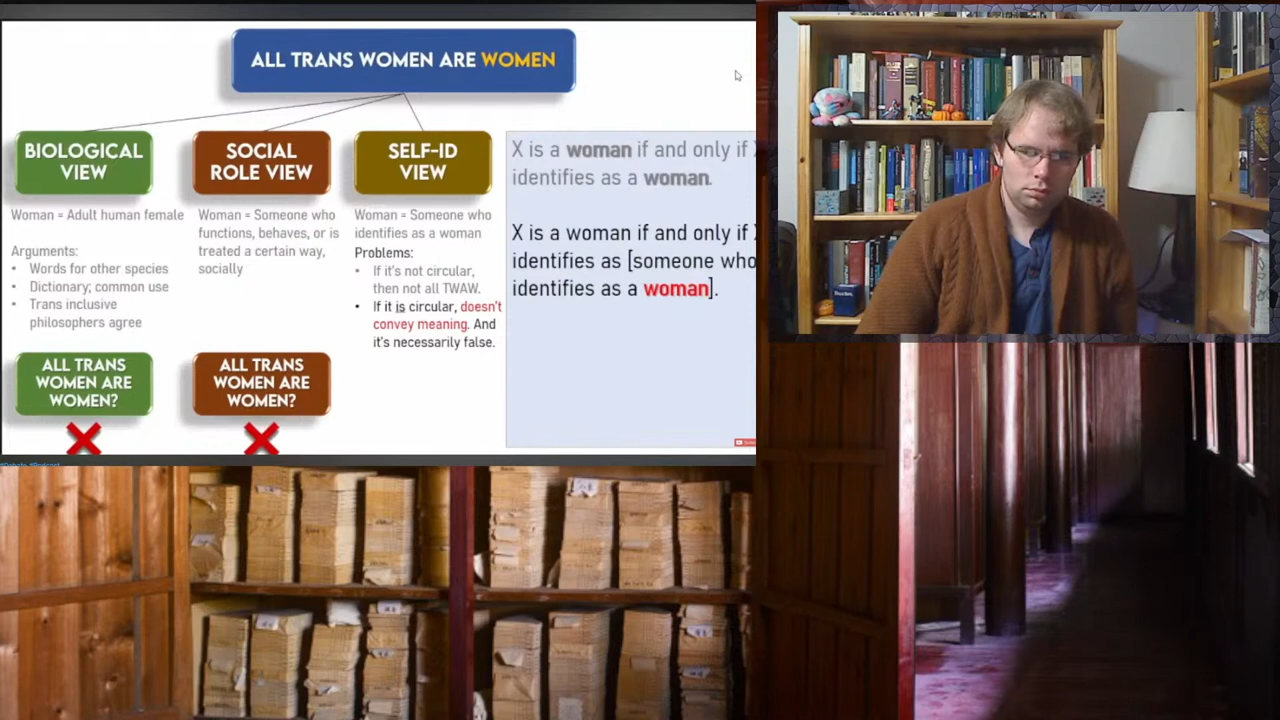 ALL TRANS WOMEN ARE WOMEN
BIOLOGICAL
VIEW
Woman = Adult human female
Arguments:
• Words for other species
• Dictionary; common use
• Trans inclusive
philosophers agree
ALL TRANS
WOMEN ARE
WOMEN?
SOCIAL
ROLE VIEW
Woman = Someone who
functions, behaves, or is
treated a certain way,
socially
ALL TRANS
WOMEN ARE
WOMEN?
SELF-ID
VIEW
Woman = Someone who
identifies as a woman
Problems:
• If it's not circular,
then not all TWAW.
• If it is circular, doesn't
convey meaning. And
it's necessarily false.
X is a woman if and only if
identifies as a woman.
X is a woman if and only if
identifies as [someone who
identifies as a woman].